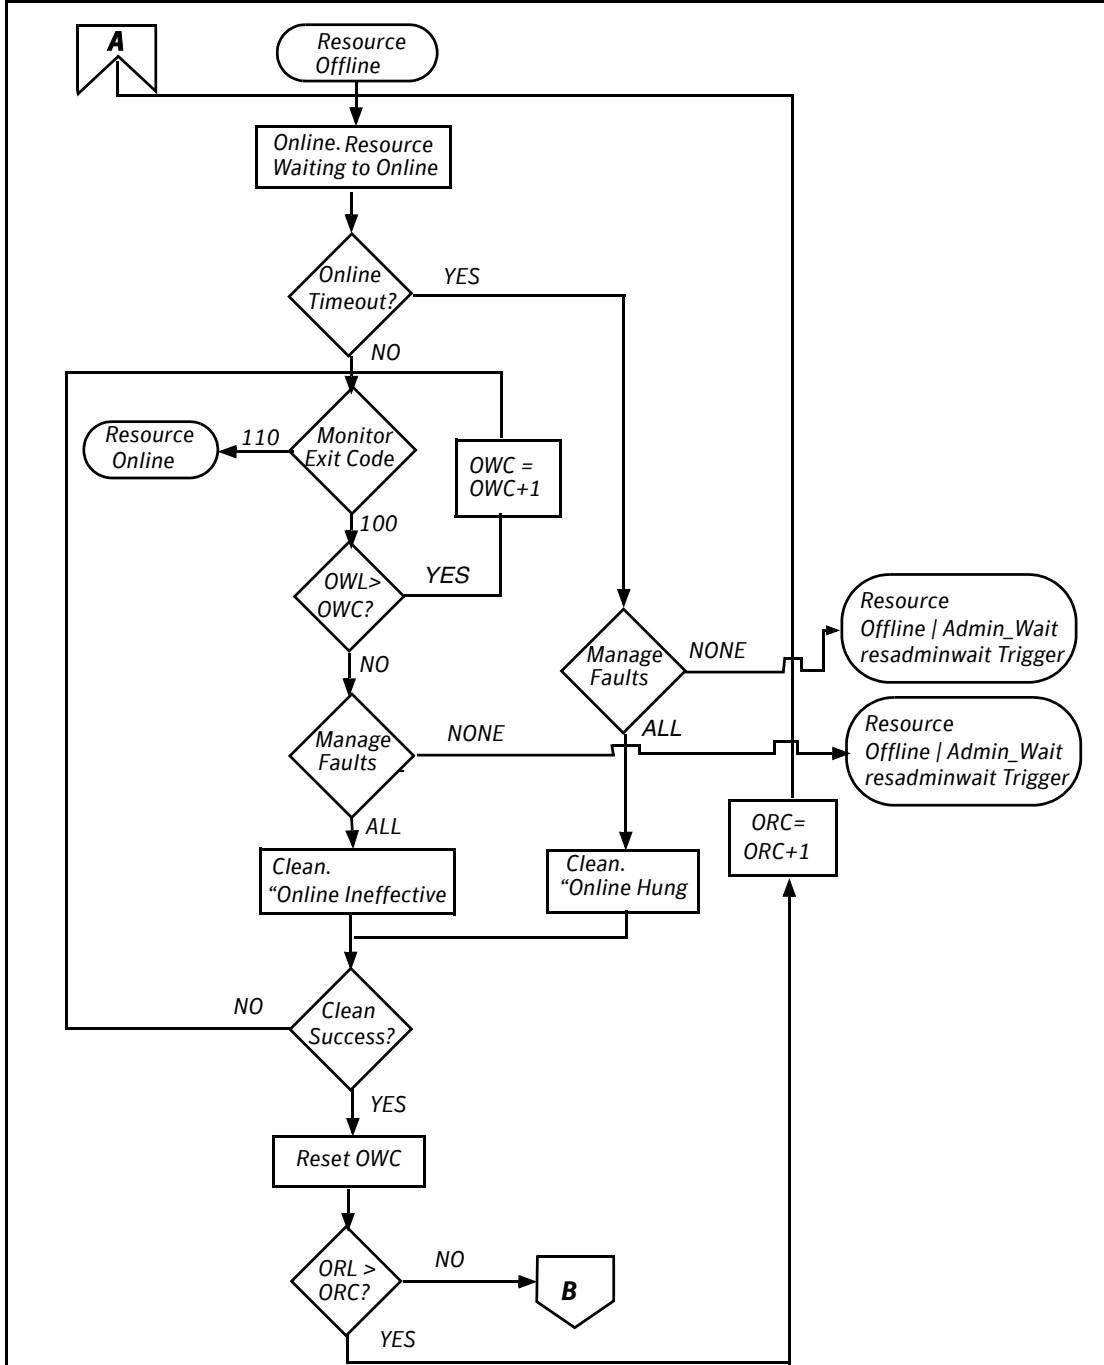 A
Resource
Offline
Online. Resource
Waiting to Online
Online
Timeout?
YES
NO
Resource
Online
110
Monitor
Exit Code
OWC =
OWC+1
100
OWL>
OWC?
YES
NO
Manage
Faults
NONE
Resource
Offline | Admin_Wait
resadminwait Trigger
ALL
Manage
Faults
NONE
Resource
Offline | Admin_Wait
resadminwait Trigger
ALL
ORC=
ORC+1
Clean.
“Online Ineffective
Clean.
“Online Hung
NO
Clean
Success?
YES
Reset OWC
ORL >
ORC?
NO
B
YES